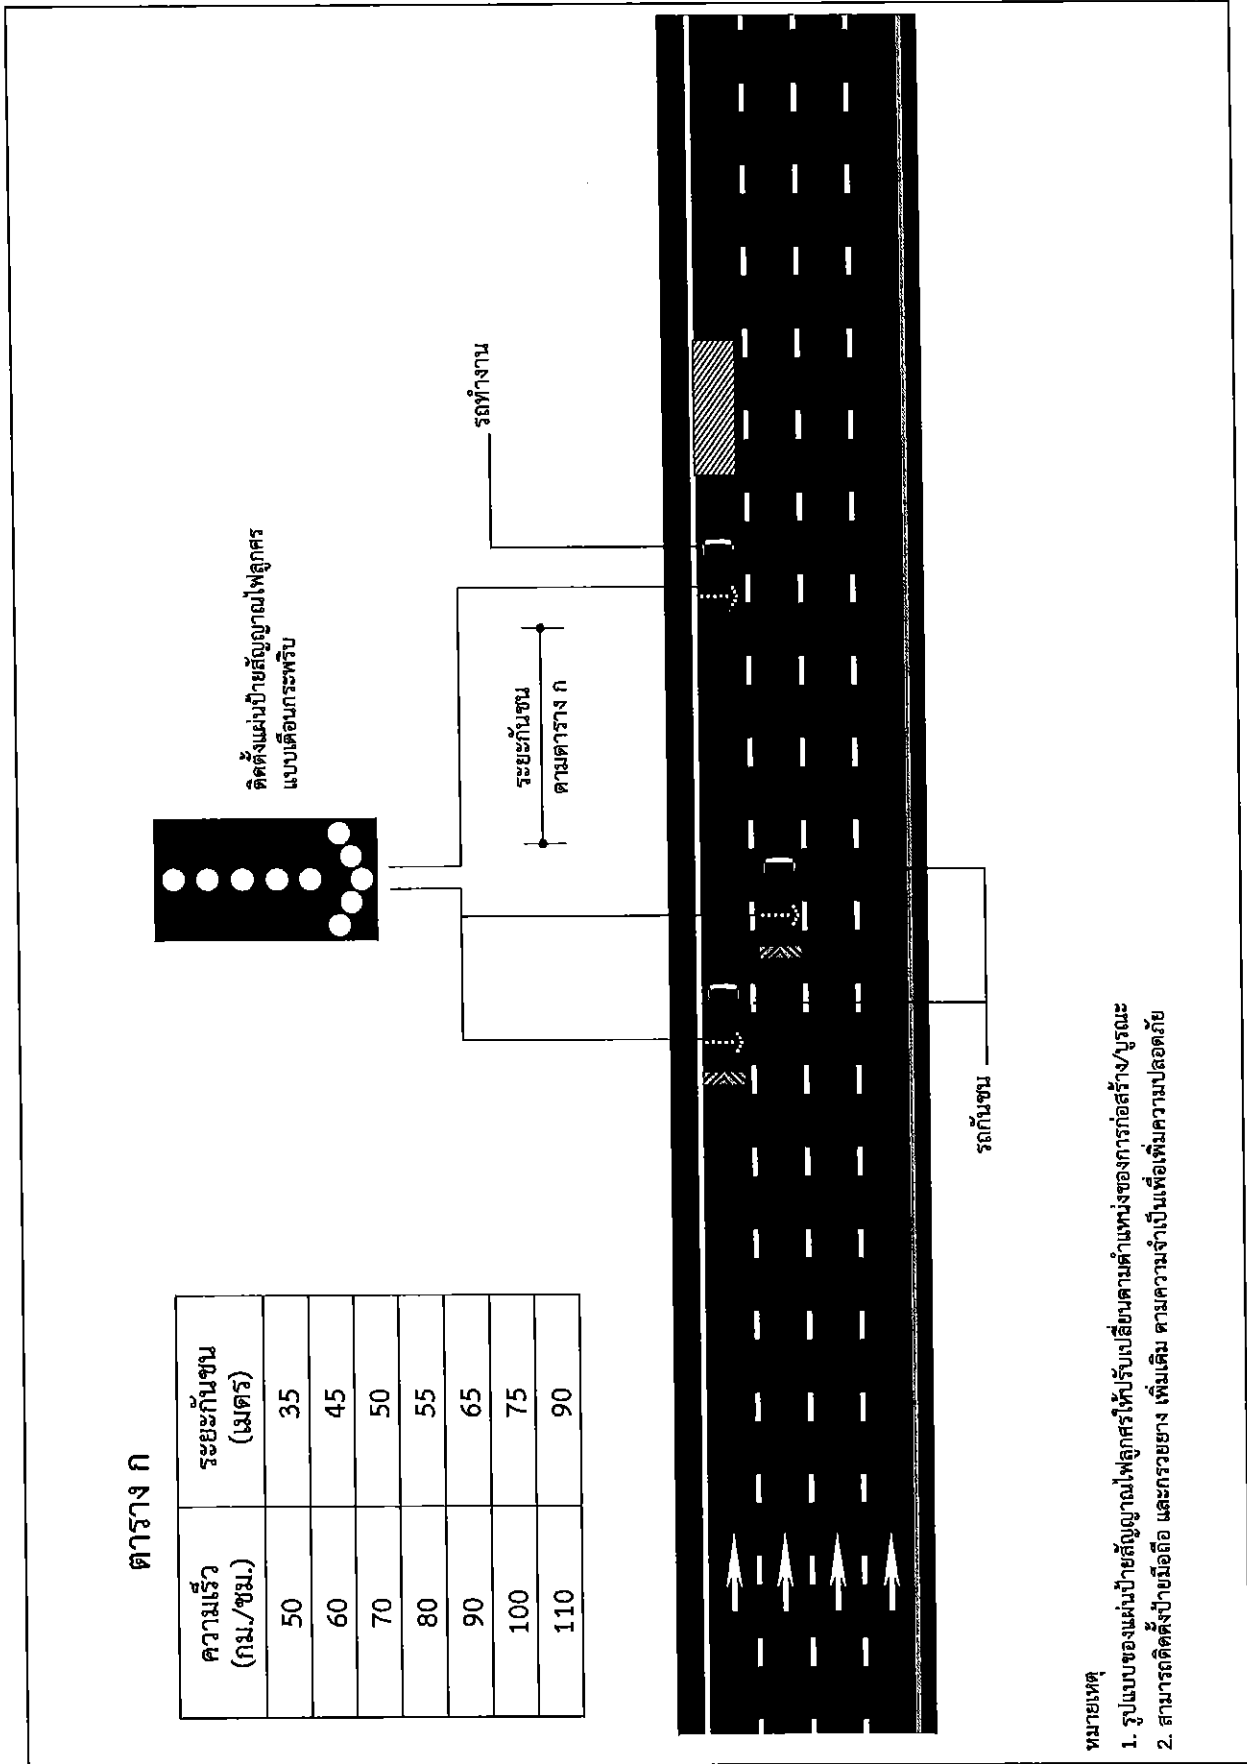 ตาราง ก
ความเร็ว
(กม./ชม.)
ระยะกันชน
(เมตร)
50 35
60 45
70 50
80 55
90 65
100 75
110 90
ติดตั้งแผ่นป้ายสัญญาณไฟลูกศร
แบบเตือนกระพริบ
ระยะกันชน
ตามตาราง ก
รถทำงาน
รถกันชน
หมายเหตุ
1. รูปแบบของแผ่นป้ายสัญญาณไฟลูกศรให้ปรับเปลี่ยนตามตำแหน่งของการก่อสร้าง/บูรณะ
2. สามารถติดตั้งป้ายมือถือ และกรวยยาง เพิ่มเติม ตามความจำเป็นเพื่อเพิ่มความปลอดภัย